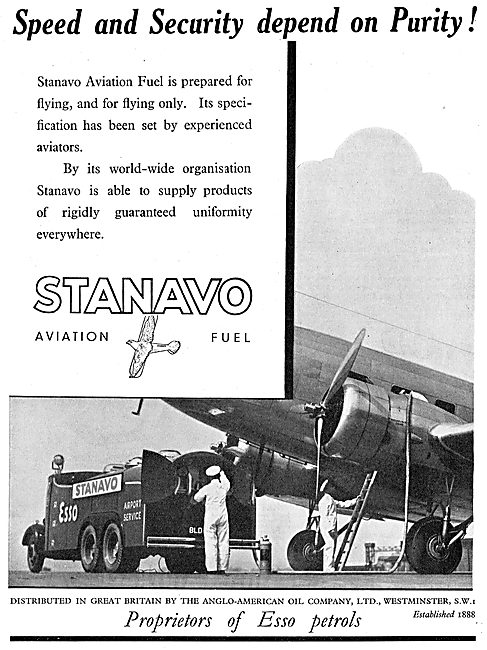 Speed and Security depend on Purity!
Stanavo Aviation Fuel is prepared for
flying, and for flying only. Its speci-
fication has been set by experienced
aviators.
By its world-wide organisation
Stanavo is able to supply products
of rigidly guaranteed uniformity
everywhere.
STANAVO
AVIATION FUEL
STANAVO
Esso
AIRPORT
SERVICE
BLD
DISTRIBUTED IN GREAT BRITAIN BY THE ANGLO-AMERICAN OIL COMPANY, LTD., WESTMINSTER, S.W.1
Proprietors of Esso petrols
Established 1888